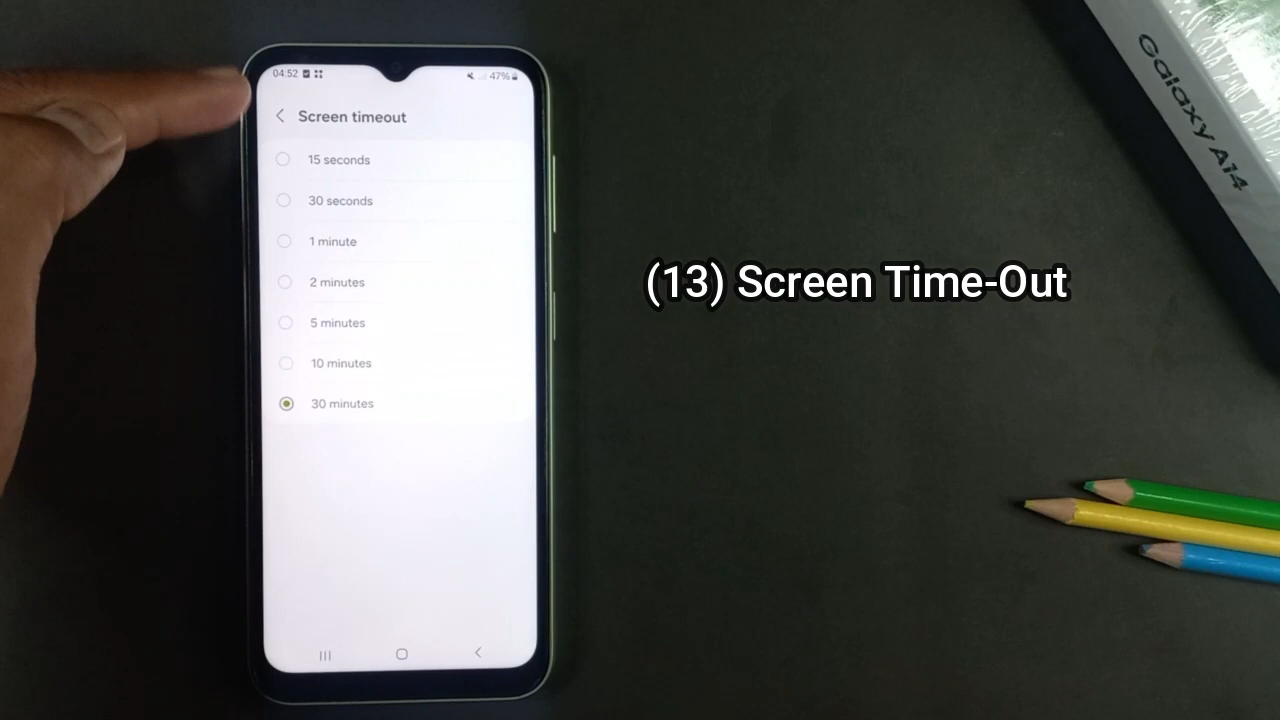 04:52
47%
Screen timeout
15 seconds
30 seconds
1 minute
2 minutes
5 minutes
10 minutes
30 minutes
(13) Screen Time-Out
Galaxy A14